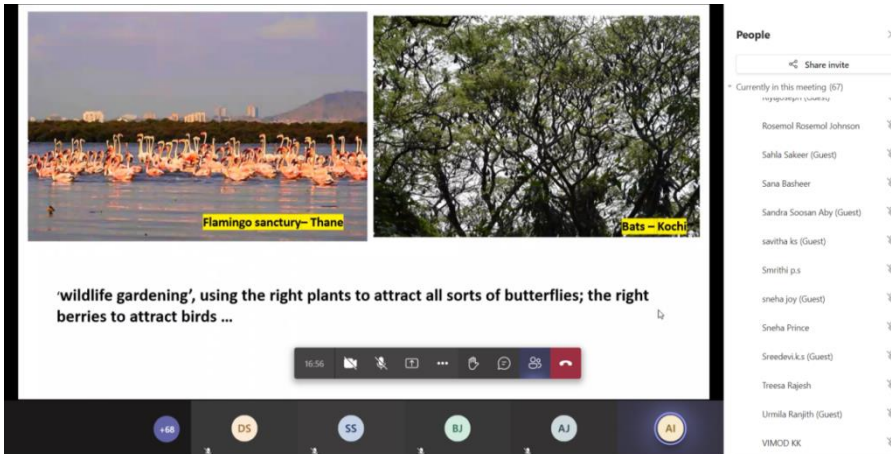 Flamingo sanctury– Thane
Bats – Kochi
‘wildlife gardening’, using the right plants to attract all sorts of butterflies; the right
berries to attract birds ...
16:56
+68
DS
SS
BJ
AJ
AI
People
Share invite
Currently in this meeting (67)
Rosemol Rosemol Johnson
Sahla Sakeer (Guest)
Sana Basheer
Sandra Soosan Aby (Guest)
savitha ks (Guest)
Smrithi p.s
sneha joy (Guest)
Sneha Prince
Sreedevi.k.s (Guest)
Treesa Rajesh
Urmila Ranjith (Guest)
VIMOD KK